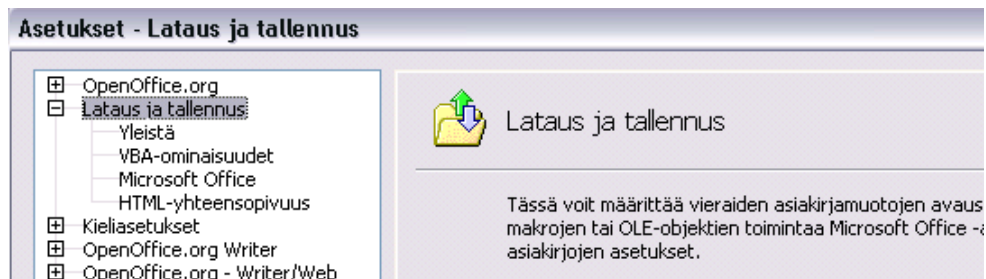 Asetukset - Lataus ja tallennus
OpenOffice.org
Lataus ja tallennus
Yleistä
VBA-ominaisuudet
Microsoft Office
HTML-yhteensopivuus
Kieliasetukset
OpenOffice.org Writer
OpenOffice.org - Writer/Web
Lataus ja tallennus
Tässä voit määrittää vieraiden asiakirjamuotojen avaus
makrojen tai OLE-objektien toimintaa Microsoft Office -a
asiakirjojen asetukset.